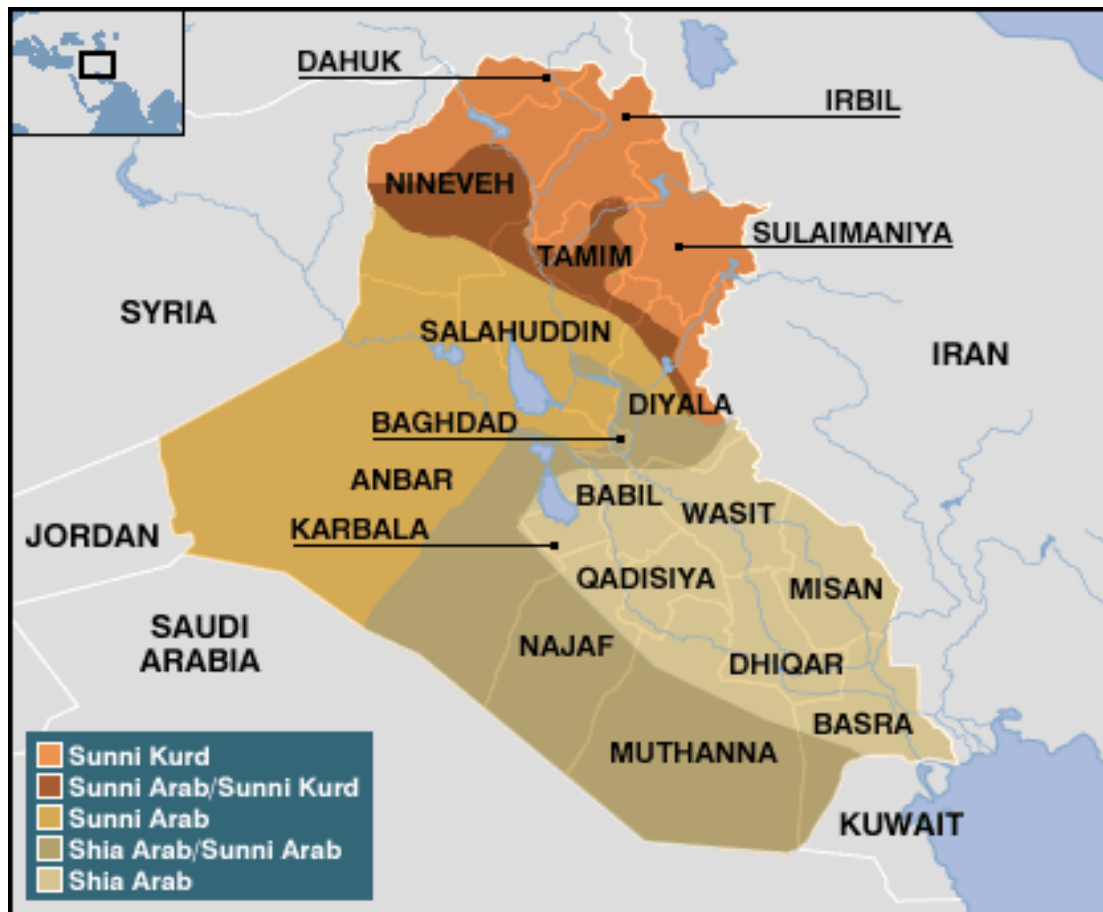 DAHUK
IRBIL
NINEVEH
SULAIMANIYA
TAMIM
SYRIA
SALAHUDDIN
IRAN
DIYALA
BAGHDAD
ANBAR
BABIL
WASIT
JORDAN
KARBALA
QADISIYA
MISAN
SAUDI
ARABIA
NAJAF
DHIQAR
BASRA
MUTHANNA
KUWAIT
Sunni Kurd
Sunni Arab/Sunni Kurd
Sunni Arab
Shia Arab/Sunni Arab
Shia Arab